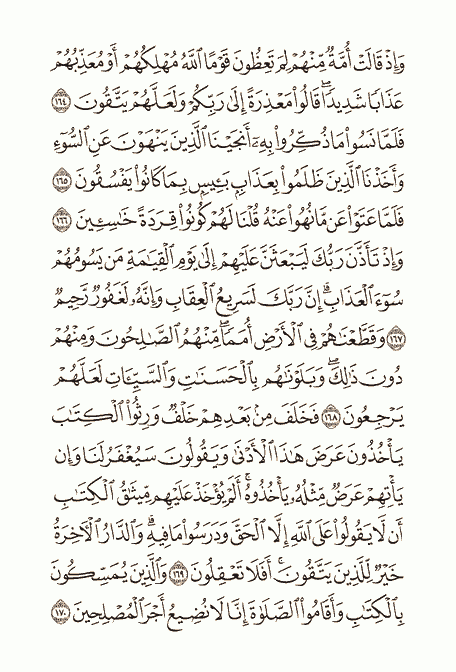 وَإِذۡ قَالَتۡ أُمَّةٞ مِّنۡهُمۡ لِمَ تَعِظُونَ قَوۡمًا ٱللَّهُ مُهۡلِكُهُمۡ أَوۡ مُعَذِّبُهُمۡ
عَذَابٗا شَدِيدٗاۖ قَالُواْ مَعۡذِرَةً إِلَىٰ رَبِّكُمۡ وَلَعَلَّهُمۡ يَتَّقُونَ ١٦٤
فَلَمَّا نَسُواْ مَا ذُكِّرُواْ بِهِۦٓ أَنجَيۡنَا ٱلَّذِينَ يَنۡهَوۡنَ عَنِ ٱلسُّوٓءِ
وَأَخَذۡنَا ٱلَّذِينَ ظَلَمُواْ بِعَذَابِۭ بَـِٔيسِۭ بِمَا كَانُواْ يَفۡسُقُونَ ١٦٥
فَلَمَّا عَتَوۡاْ عَن مَّا نُهُواْ عَنۡهُ قُلۡنَا لَهُمۡ كُونُواْ قِرَدَةً خَٰسِـِٔينَ ١٦٦
وَإِذۡ تَأَذَّنَ رَبُّكَ لَيَبۡعَثَنَّ عَلَيۡهِمۡ إِلَىٰ يَوۡمِ ٱلۡقِيَٰمَةِ مَن يَسُومُهُمۡ
سُوٓءَ ٱلۡعَذَابِۗ إِنَّ رَبَّكَ لَسَرِيعُ ٱلۡعِقَابِ وَإِنَّهُۥ لَغَفُورٞ رَّحِيمٞ
١٦٧ وَقَطَّعۡنَٰهُمۡ فِي ٱلۡأَرۡضِ أُمَمٗاۖ مِّنۡهُمُ ٱلصَّٰلِحُونَ وَمِنۡهُمۡ
دُونَ ذَٰلِكَۖ وَبَلَوۡنَٰهُم بِٱلۡحَسَنَٰتِ وَٱلسَّيِّـَٔاتِ لَعَلَّهُمۡ
يَرۡجِعُونَ ١٦٨ فَخَلَفَ مِنۢ بَعۡدِهِمۡ خَلۡفٞ وَرِثُواْ ٱلۡكِتَٰبَ
يَأۡخُذُونَ عَرَضَ هَٰذَا ٱلۡأَدۡنَىٰ وَيَقُولُونَ سَيُغۡفَرُ لَنَا وَإِن
يَأۡتِهِمۡ عَرَضٞ مِّثۡلُهُۥ يَأۡخُذُوهُۚ أَلَمۡ يُؤۡخَذۡ عَلَيۡهِم مِّيثَٰقُ ٱلۡكِتَٰبِ
أَن لَّا يَقُولُواْ عَلَى ٱللَّهِ إِلَّا ٱلۡحَقَّ وَدَرَسُواْ مَا فِيهِۗ وَٱلدَّارُ ٱلۡأٓخِرَةُ
خَيۡرٞ لِّلَّذِينَ يَتَّقُونَۚ أَفَلَا تَعۡقِلُونَ ١٦٩ وَٱلَّذِينَ يُمَسِّكُونَ
بِٱلۡكِتَٰبِ وَأَقَامُواْ ٱلصَّلَوٰةَ إِنَّا لَا نُضِيعُ أَجۡرَ ٱلۡمُصۡلِحِينَ ١٧٠